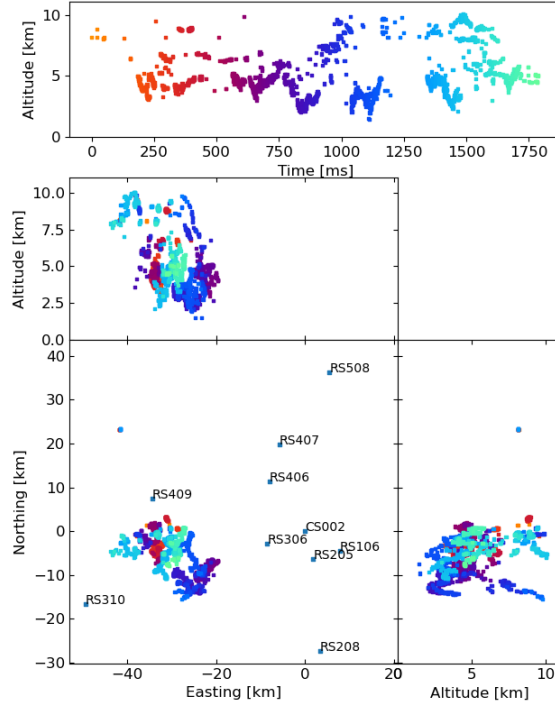 10
5
0
Altitude [km]
0 250 500 750 1000 1250 1500 1750
Time [ms]
10.0
7.5
5.0
2.5
0.0
Altitude [km]
40
30
20
10
0
−10
−20
−30
Northing [km]
RS508
RS407
RS406
RS409
CS002
RS306
RS106
RS205
RS310
RS208
−40 −20 0 20
Easting [km]
0 5 10
Altitude [km]